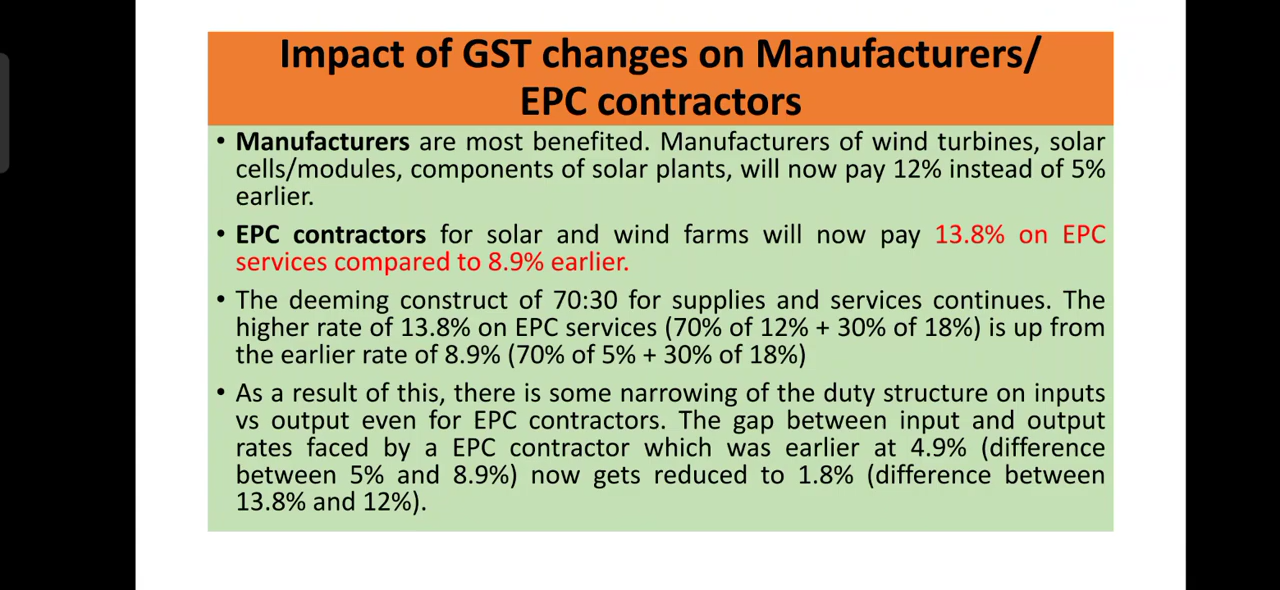 Impact of GST changes on Manufacturers/
EPC contractors
• Manufacturers are most benefited. Manufacturers of wind turbines, solar
cells/modules, components of solar plants, will now pay 12% instead of 5%
earlier.
• EPC contractors for solar and wind farms will now pay 13.8% on EPC
services compared to 8.9% earlier.
• The deeming construct of 70:30 for supplies and services continues. The
higher rate of 13.8% on EPC services (70% of 12% + 30% of 18%) is up from
the earlier rate of 8.9% (70% of 5% + 30% of 18%)
• As a result of this, there is some narrowing of the duty structure on inputs
vs output even for EPC contractors. The gap between input and output
rates faced by a EPC contractor which was earlier at 4.9% (difference
between 5% and 8.9%) now gets reduced to 1.8% (difference between
13.8% and 12%).